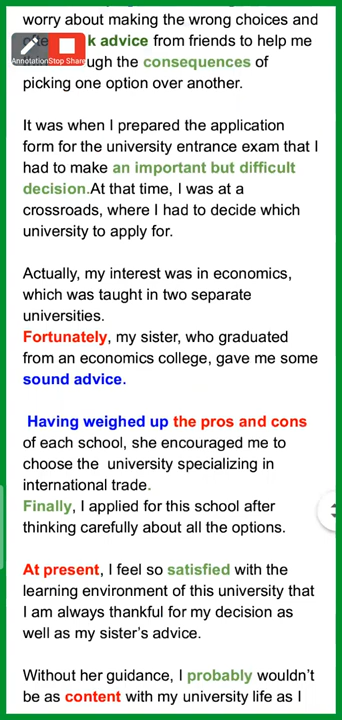 worry about making the wrong choices and
k advice from friends to help me
Annotation Stop Share
ugh the consequences of
picking one option over another.
It was when I prepared the application
form for the university entrance exam that I
had to make an important but difficult
decision.At that time, I was at a
crossroads, where I had to decide which
university to apply for.
Actually, my interest was in economics,
which was taught in two separate
universities.
Fortunately, my sister, who graduated
from an economics college, gave me some
sound advice.
Having weighed up the pros and cons
of each school, she encouraged me to
choose the university specializing in
international trade.
Finally, I applied for this school after
thinking carefully about all the options.
At present, I feel so satisfied with the
learning environment of this university that
I am always thankful for my decision as
well as my sister's advice.
Without her guidance, I probably wouldn't
be as content with my university life as I